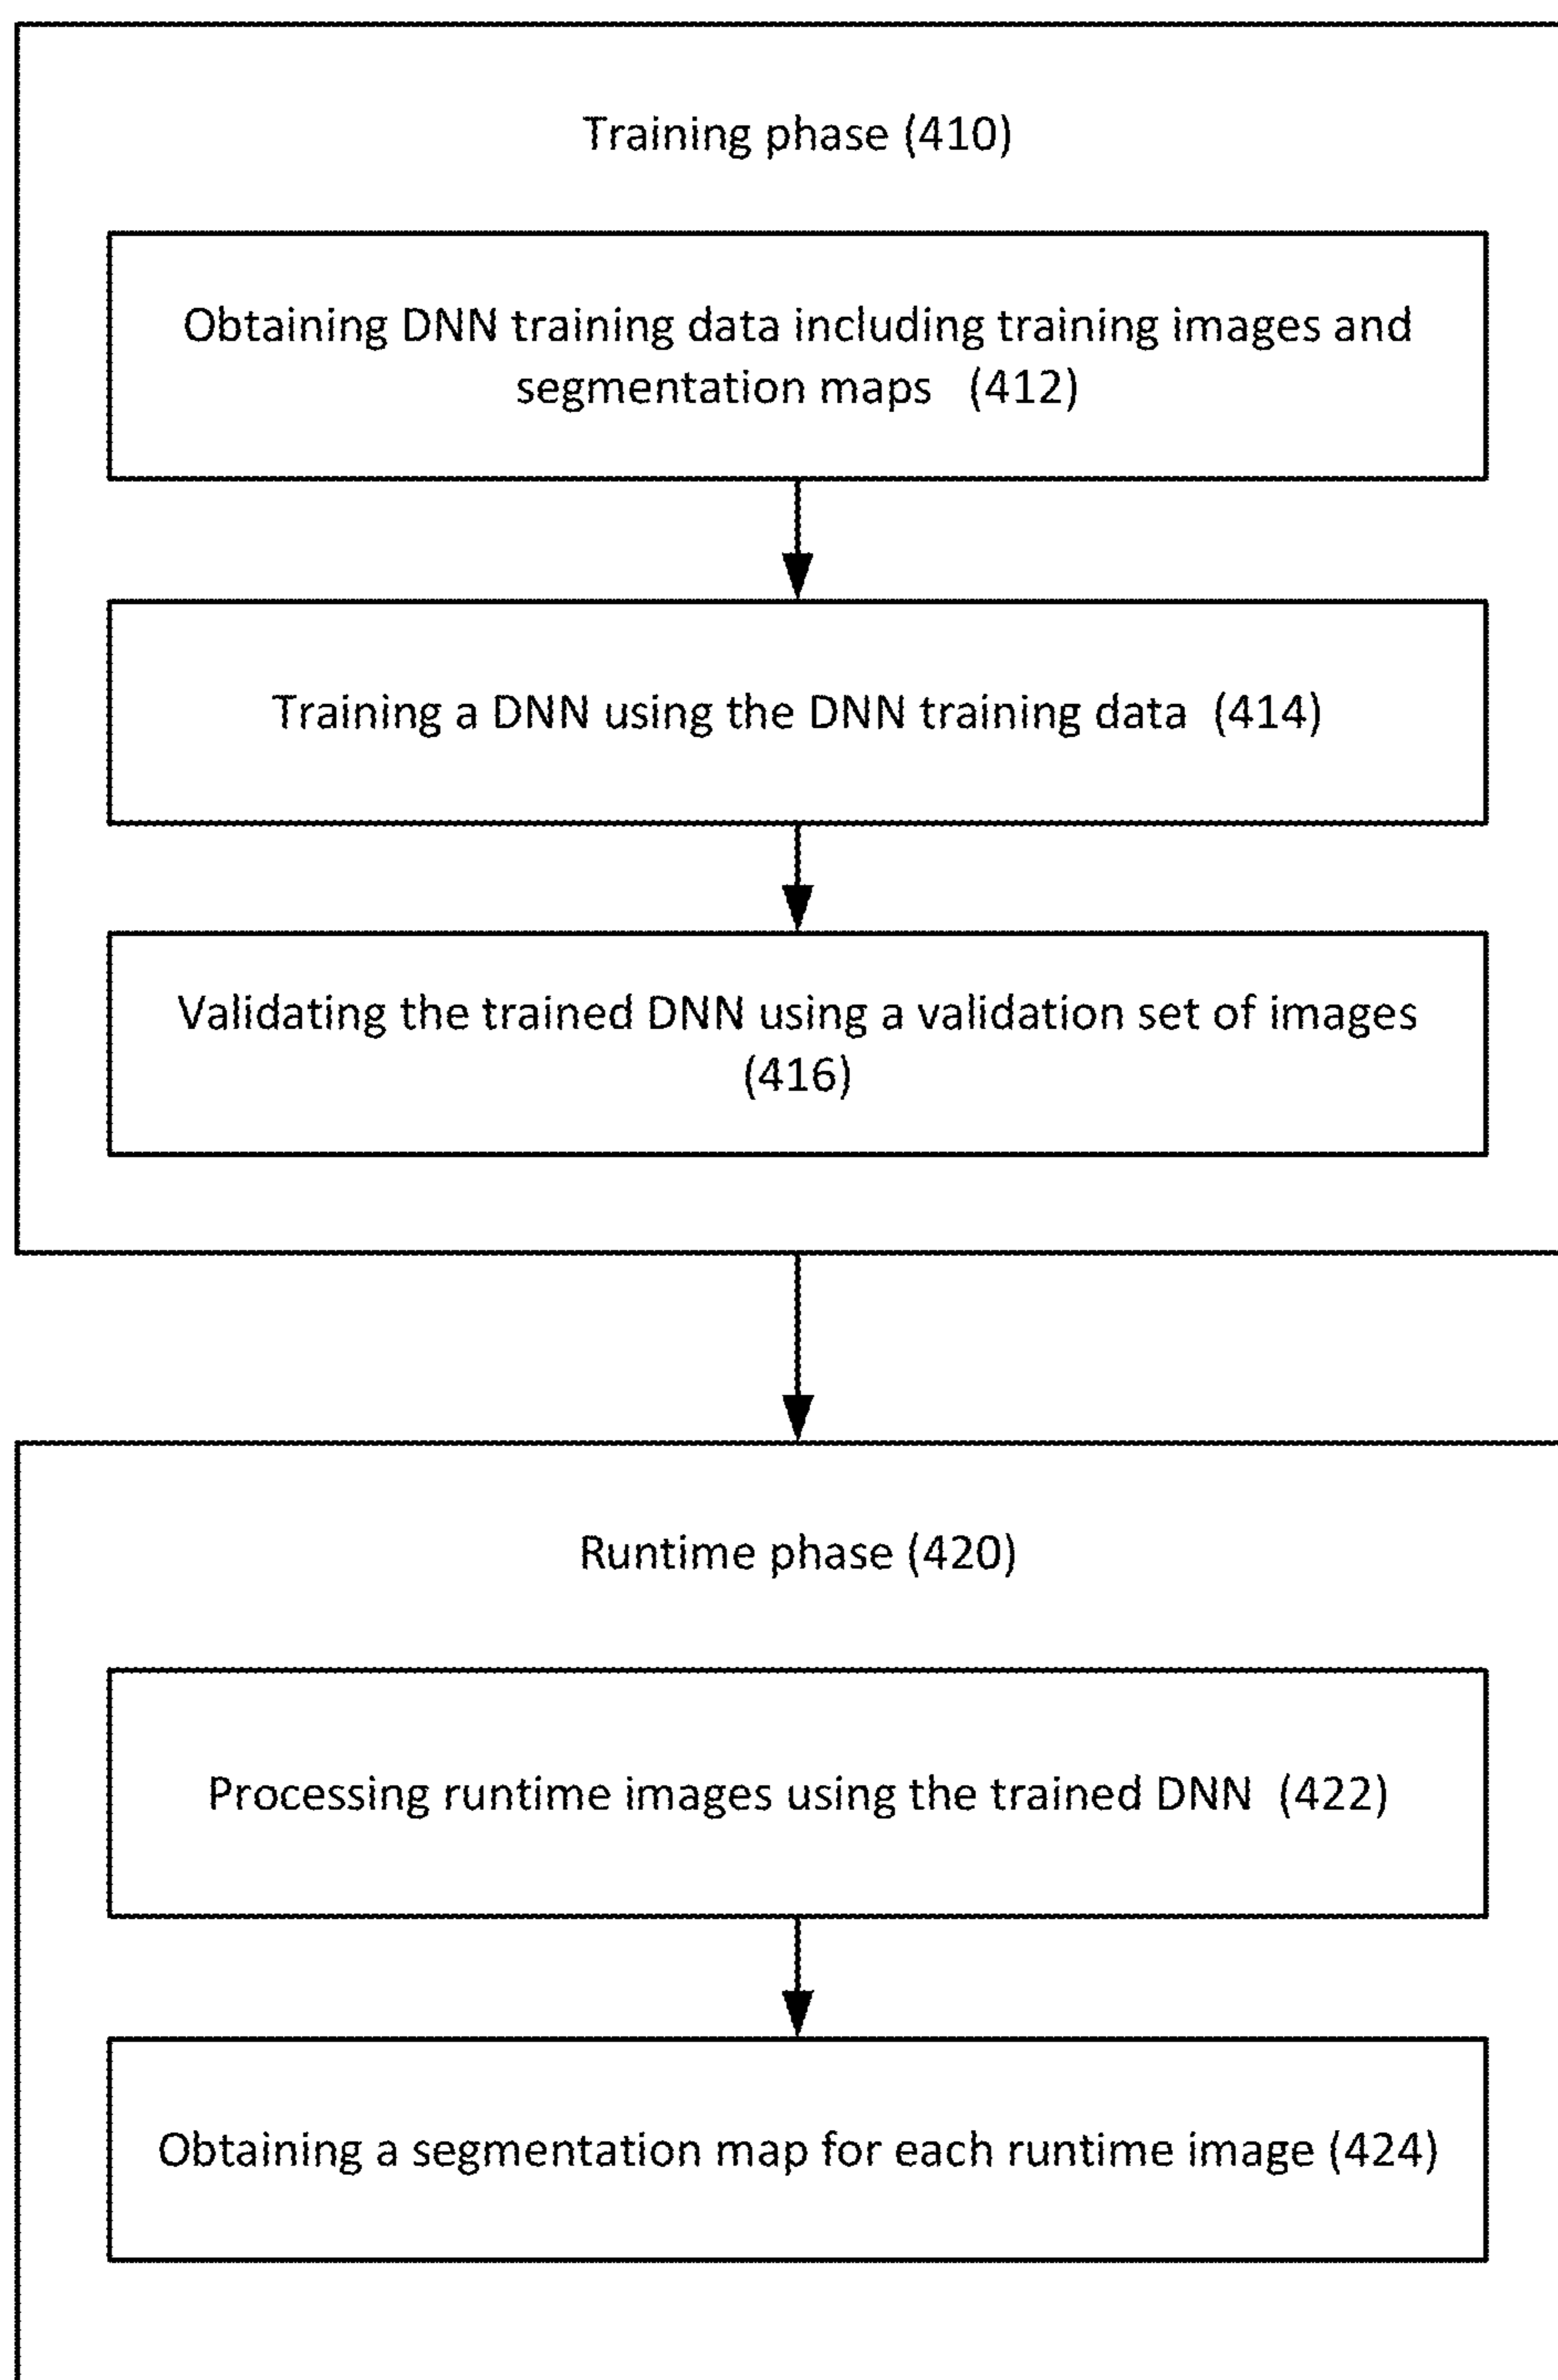 Training phase (410)
Obtaining DNN training data including training images and
segmentation maps (412)
Training a DNN using the DNN training data (414)
Validating the trained DNN using a validation set of images
(416)
Runtime phase (420)
Processing runtime images using the trained DNN (422)
Obtaining a segmentation map for each runtime image (424)